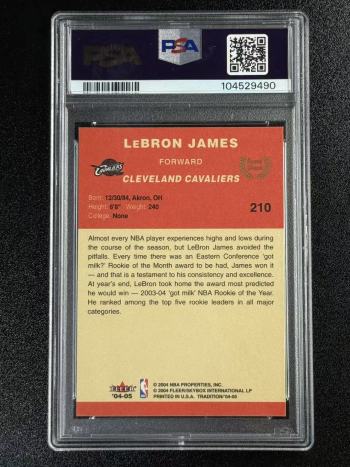 PSA
PSA
104529490
LEBRON JAMES
FORWARD
CAVALIERS
CLEVELAND CAVALIERS
Born: 12/30/84, Akron, OH
Height: 6'8" Weight: 240
College: None
210
Almost every NBA player experiences highs and lows during
the course of the season, but LeBron James avoided the
pitfalls. Every time there was an Eastern Conference 'got
milk?' Rookie of the Month award to be had, James won it
— and that is a testament to his consistency and excellence.
At year's end, LeBron took home the award most predicted
he would win — 2003-04 'got milk' NBA Rookie of the Year.
He ranked among the top five rookie leaders in all major
categories.
FLEER
'04-05
© 2004 NBA PROPERTIES, INC.
© 2004 FLEER/SKYBOX INTERNATIONAL LP
PRINTED IN U.S.A. TRADITION '04-05